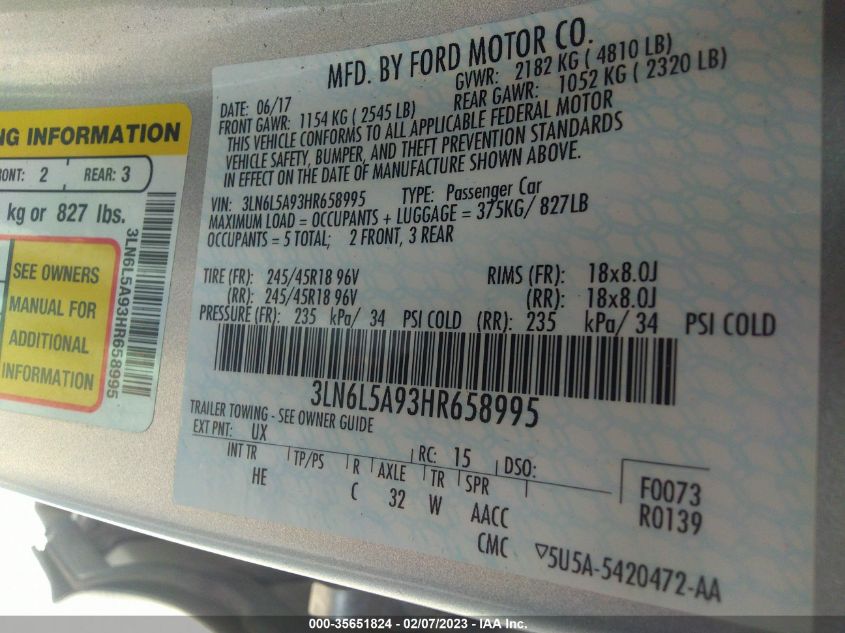 NG INFORMATION
ONT: 2 REAR: 3
kg or 827 lbs.
SEE OWNERS
MANUAL FOR
ADDITIONAL
INFORMATION
3LN6L5A93HR658995
MFD. BY FORD MOTOR CO.
DATE: 06/17 GVWR: 2182 KG ( 4810 LB)
FRONT GAWR: 1154 KG ( 2545 LB) REAR GAWR: 1052 KG ( 2320 LB)
THIS VEHICLE CONFORMS TO ALL APPLICABLE FEDERAL MOTOR
VEHICLE SAFETY, BUMPER, AND THEFT PREVENTION STANDARDS
IN EFFECT ON THE DATE OF MANUFACTURE SHOWN ABOVE.
VIN: 3LN6L5A93HR658995 TYPE: Passenger Car
MAXIMUM LOAD = OCCUPANTS + LUGGAGE = 375KG/ 827LB
OCCUPANTS = 5 TOTAL; 2 FRONT, 3 REAR
TIRE (FR): 245/45R18 96V RIMS (FR): 18x8.0J
(RR): 245/45R18 96V (RR): 18x8.0J
PRESSURE (FR): 235 kPa/ 34 PSI COLD (RR): 235 kPa/ 34 PSI COLD
3LN6L5A93HR658995
TRAILER TOWING - SEE OWNER GUIDE
EXT PNT: UX RC: 15 DSO:
INT TR TP/PS R AXLE TR SPR
HE C 32 W AACC
CMC
F0073
R0139
5U5A-5420472-AA
000-35651824 - 02/07/2023 - IAA Inc.